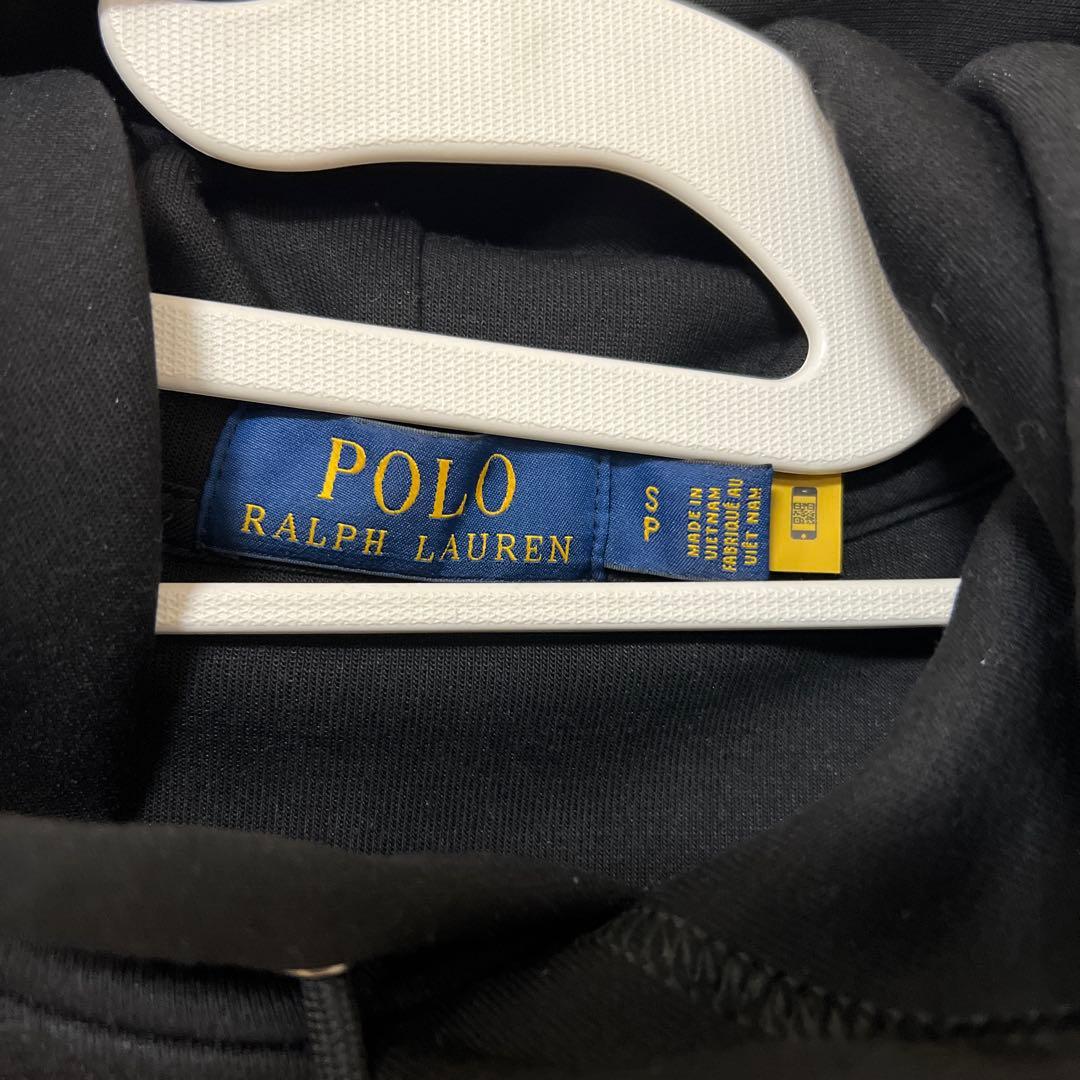 POLO
RALPH LAUREN
S
P
MADE IN
VIETNAM
FABRIQUÉ AU
VIÊT NAM